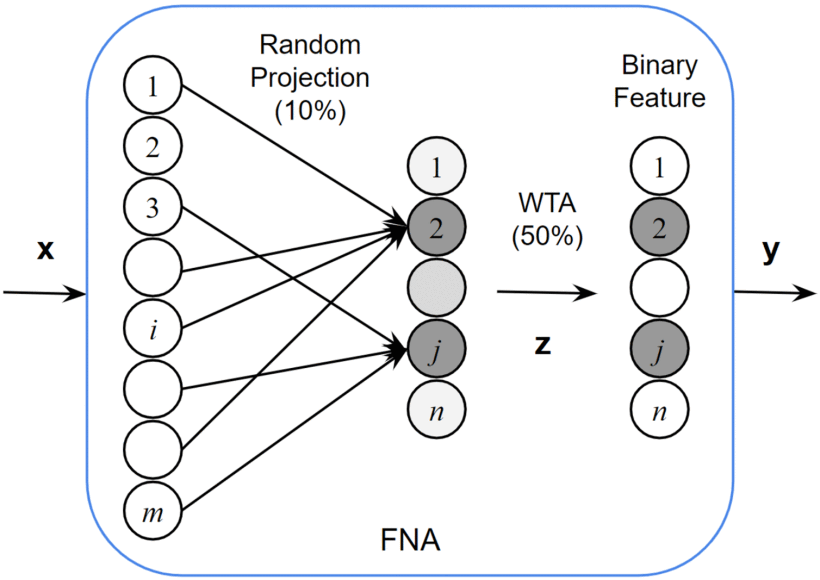 x
1
2
3
i
m
Random
Projection
(10%)
1
2
j
n
WTA
(50%)
z
Binary
Feature
1
2
j
n
y
FNA